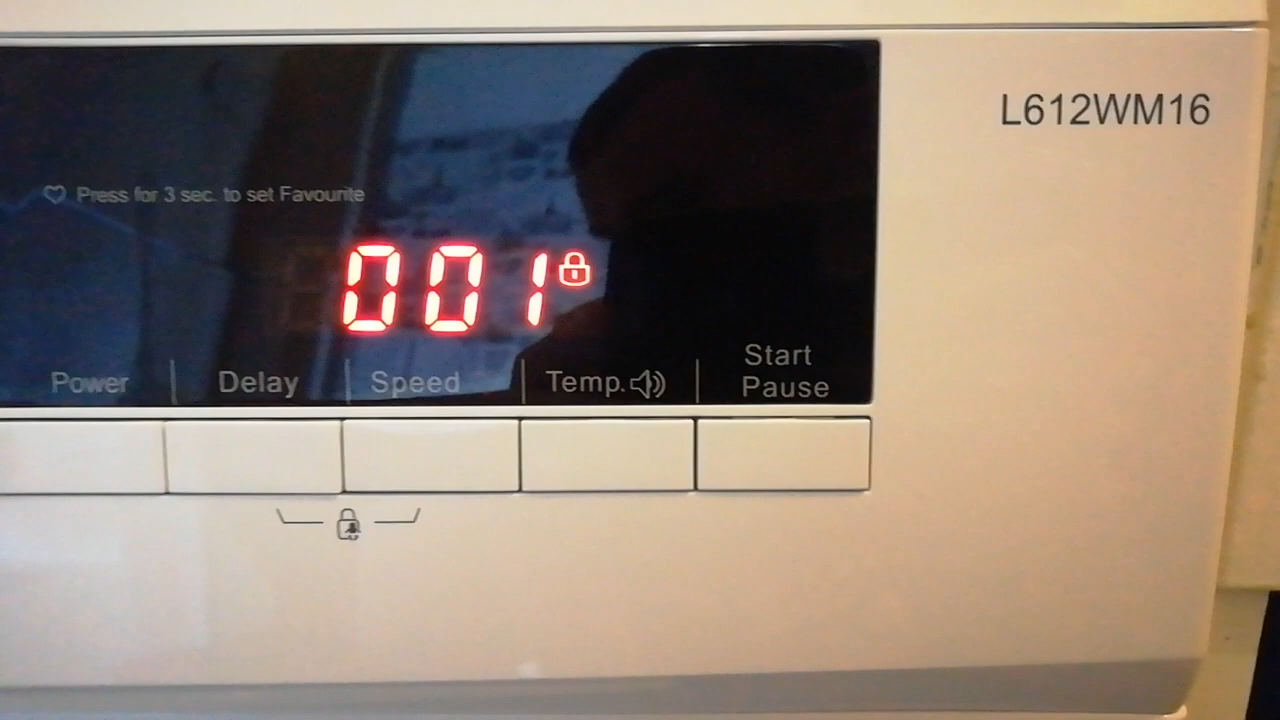 L612WM16
Press for 3 sec. to set Favourite
001
Power
Delay
Speed
Temp.
Start
Pause